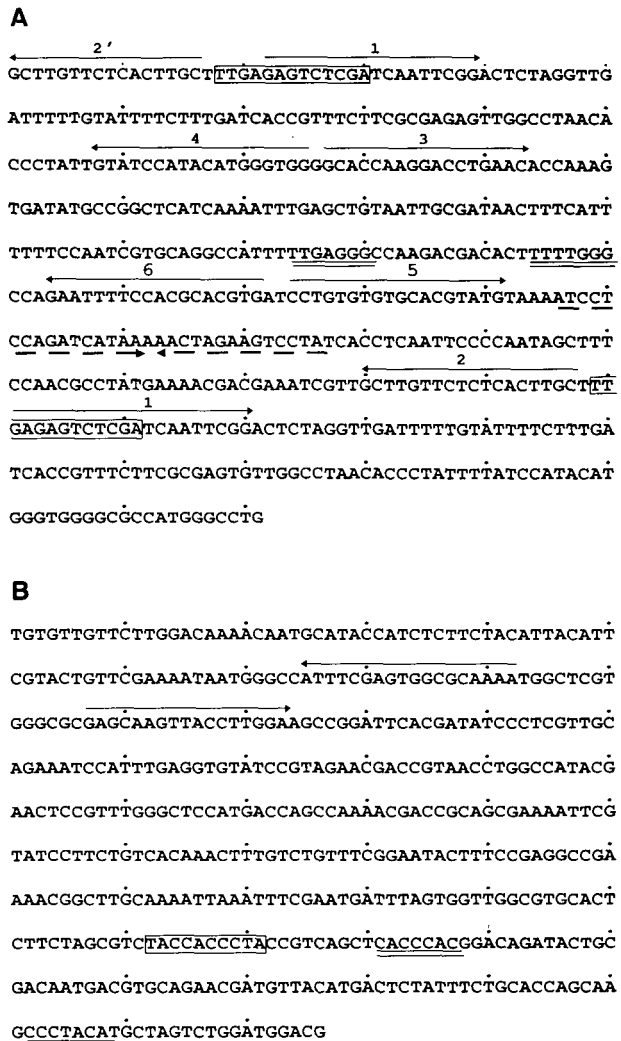 A
2' 1
GCTTGTTCTCACTTGCTTTGAGAGTCTCGATCAATTCGGACTCTAGGTTG
ATTTTTGTATTTTCTTTGATCACCGTTTCTTCGCGAGAGTTGGCCTAACA
4 3
CCCTATTGTATCCATACATGGGTGGGGCACCAAGGACCTGAACACCAAAG
TGATATGCCGGCTCATCAAAATTTGAGCTGTAATTGCGATAACTTTCATT
TTTTCCAATCGTGCAGGCCATTTTTTGAGGGCCAAGACGACACTTTTTTGGG
6 5
CCAGAATTTTCCACGCACGTGATCCTGTGTGTGCACGTATGTAAAATCCT
CCAGATCATAAAAACTAGAAGTCCTATCACCTCAATTCCCCAATAGCTTT
2
CCAACGCCTATGAAAACGACGAAATCGTTGCTTGTTCTCTCACTTGCTTT
1
GAGAGTCTCGATCAATTCGGACTCTAGGTTGATTTTTGTATTTTCTTTGA
TCACCGTTTCTTCGCGAGTGTTGGCCTAACACCCTATTTTATCCATACAT
GGGTGGGGCGCCATGGGCCTG
B
TGTGTTGTTCTTGGACAAAACAATGCATACCATCTCTTCTACATTACATT
CGTACTGTTCGAAAATAATGGGCCATTTCGAGTGGCGCAAAATGGCTCGT
GGGCGCGAGCAAGTTACCTTGGAAGCCGGATTCACGATATCCCTCGTTGC
AGAAATCCATTTGAGGTGTATCCGTAGAACGACCGTAACCTGGCCATACG
AACTCCGTTTGGGCTCCATGACCAGCCAAAACGACCGCAGCGAAAATTCG
TATCCTTCTGTCACAAACTTTGTCTGTTTCGGAATACTTTCCGAGGCCGA
AAACGGCTTGCAAAATTAAATTTCGAATGATTTAGTGGTTGGCGTGCACT
CTTCTAGCGTCTACCACCCTACCGTCAGCTCACCCACGGACAGATACTGC
GACAATGACGTGCAGAACGATGTTACATGACTCTATTTCTGCACCAGCAA
GCCCTACATGCTAGTCTGGATGGACG